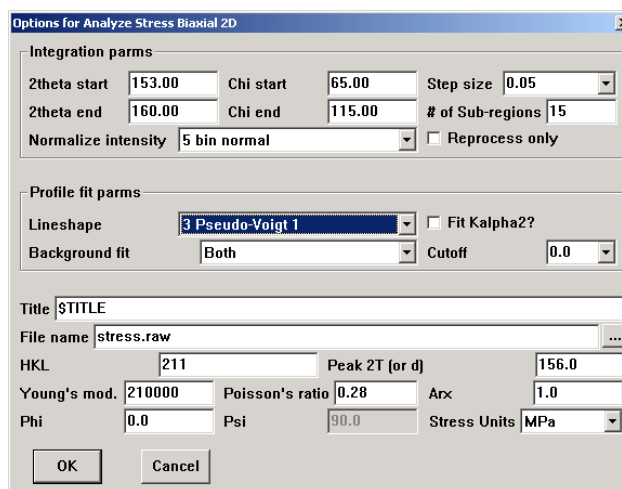 Options for Analyze Stress Biaxial 2D
Integration parms
2theta start 153.00 Chi start 65.00 Step size 0.05
2theta end 160.00 Chi end 115.00 # of Sub-regions 15
Normalize intensity 5 bin normal Reprocess only
Profile fit parms
Lineshape 3 Pseudo-Voigt 1 Fit Kalpha2?
Background fit Both Cutoff 0.0
Title $TITLE
File name stress.raw ...
HKL 211 Peak 2T (or d) 156.0
Young's mod. 210000 Poisson's ratio 0.28 Arx 1.0
Phi 0.0 Psi 90.0 Stress Units MPa
OK Cancel